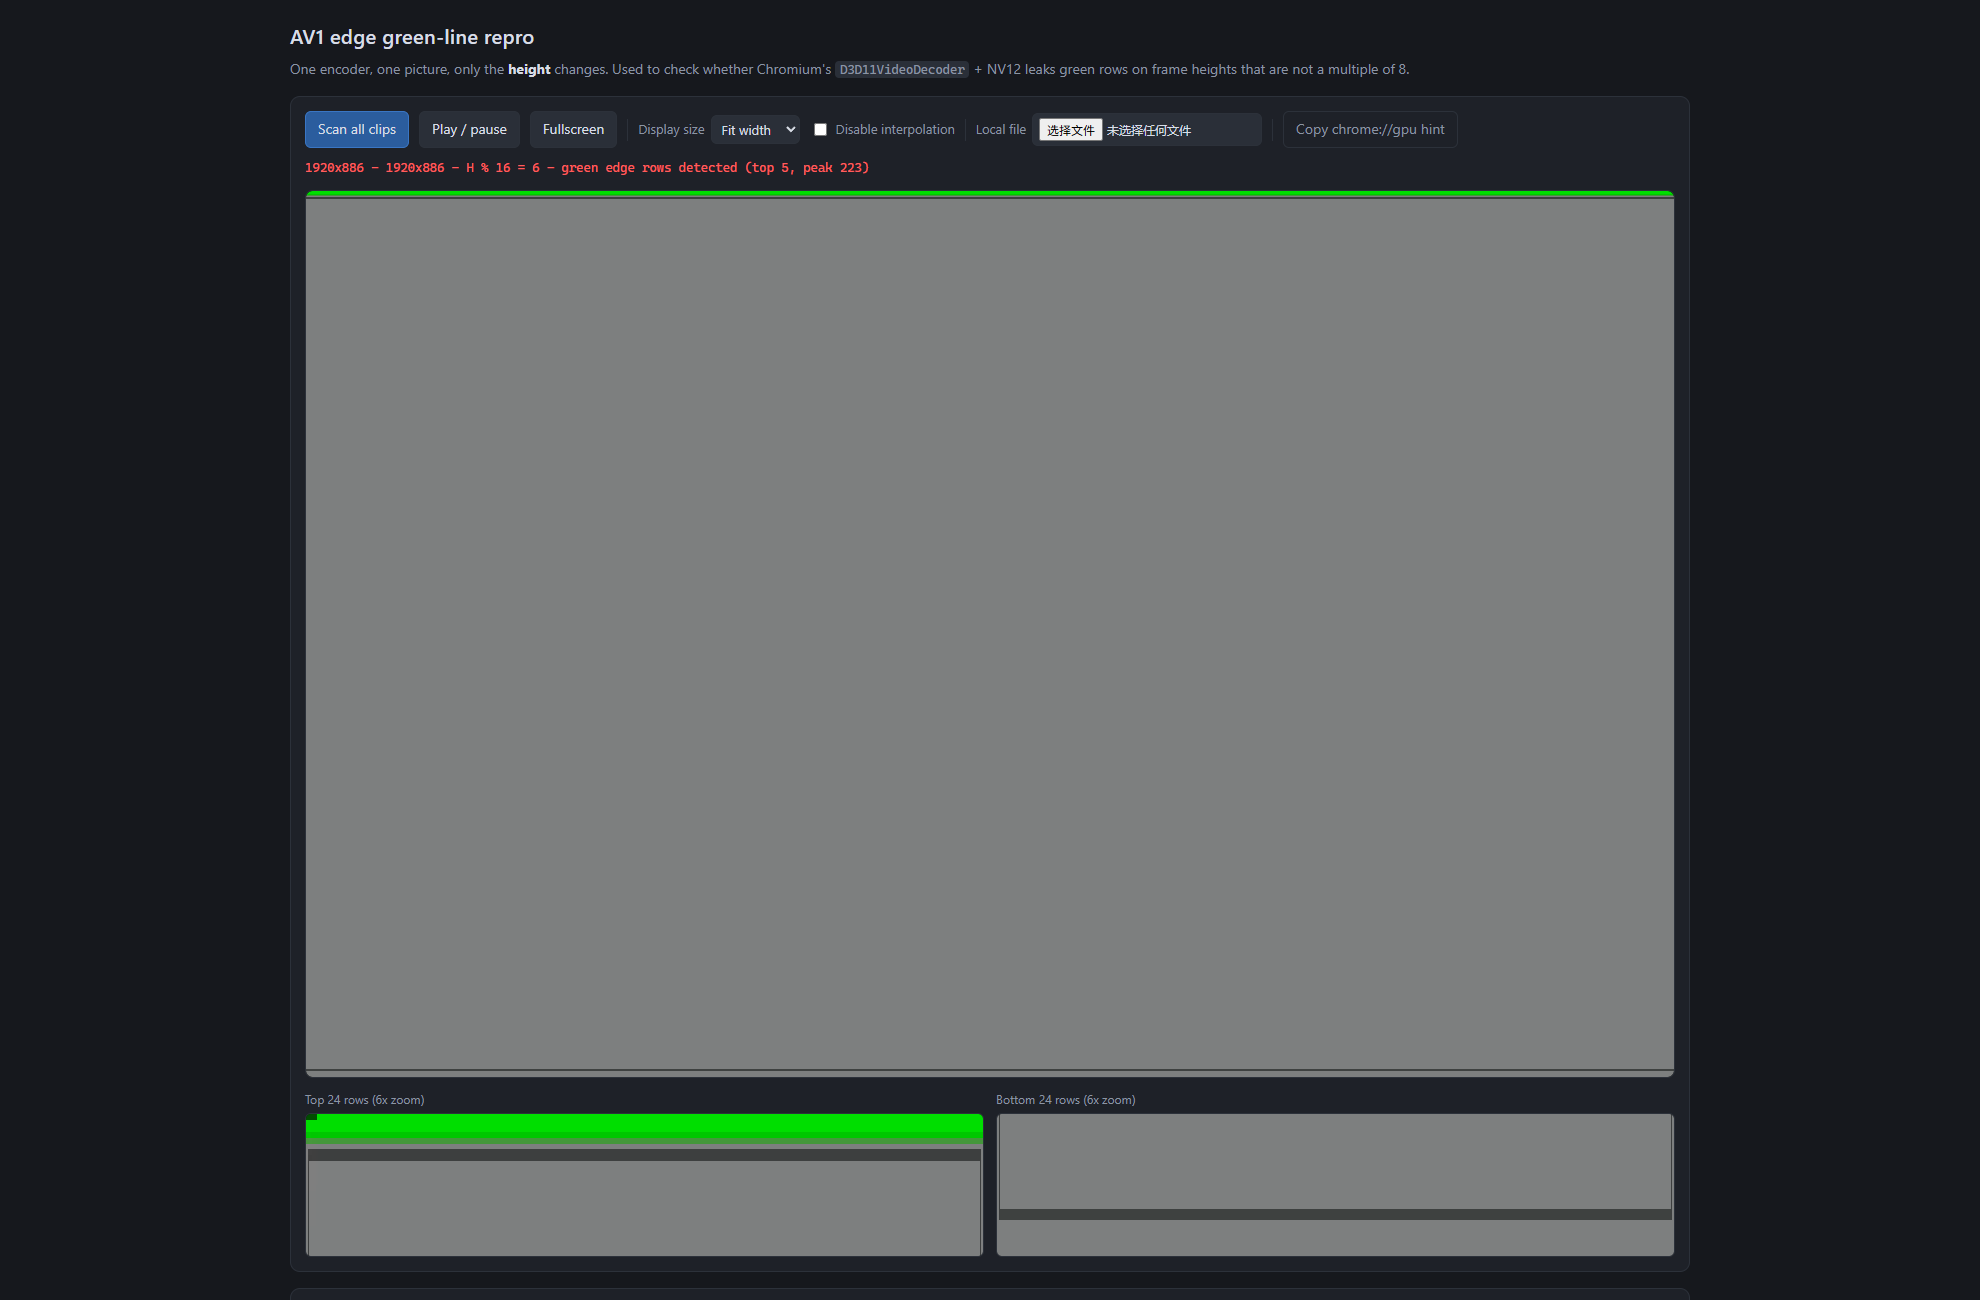 AV1 edge green-line repro
One encoder, one picture, only the height changes. Used to check whether Chromium's D3D11VideoDecoder + NV12 leaks green rows on frame heights that are not a multiple of 8.
Scan all clips Play / pause Fullscreen Display size Fit width Disable interpolation Local file 选择文件 未选择任何文件 Copy chrome://gpu hint
1920x886 – 1920x886 – H % 16 = 6 – green edge rows detected (top 5, peak 223)
Top 24 rows (6x zoom) Bottom 24 rows (6x zoom)